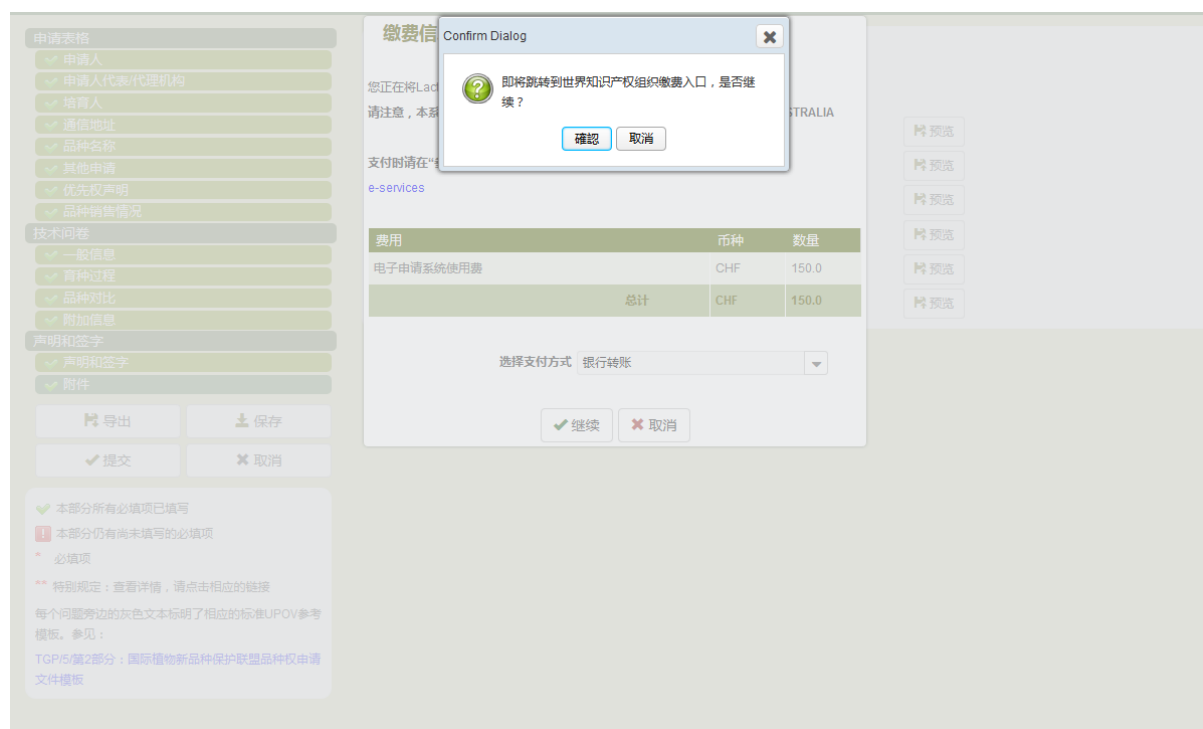 申请表格
申请人
申请人代表/代理机构
培育人
通信地址
品种名称
其他申请
优先权声明
品种销售情况
技术问卷
一般信息
育种过程
品种对比
附加信息
声明和签字
声明和签字
附件
导出
保存
提交
取消
本部分所有必填项已填写
本部分仍有尚未填写的必填项
* 必填项
** 特别规定：查看详情，请点击相应的链接
每个问题旁边的灰色文本标明了相应的标准UPOV参考
模板。参见：
TGP/5/第2部分：国际植物新品种保护联盟品种权申请
文件模板
缴费信
您正在将Lac
请注意，本系
STRALIA
支付时请在"
e-services
Confirm Dialog
即将跳转到世界知识产权组织缴费入口，是否继
续？
確認
取消
费用 币种 数量
电子申请系统使用费 CHF 150.0
总计 CHF 150.0
选择支付方式 银行转账
继续
取消
预览
预览
预览
预览
预览
预览